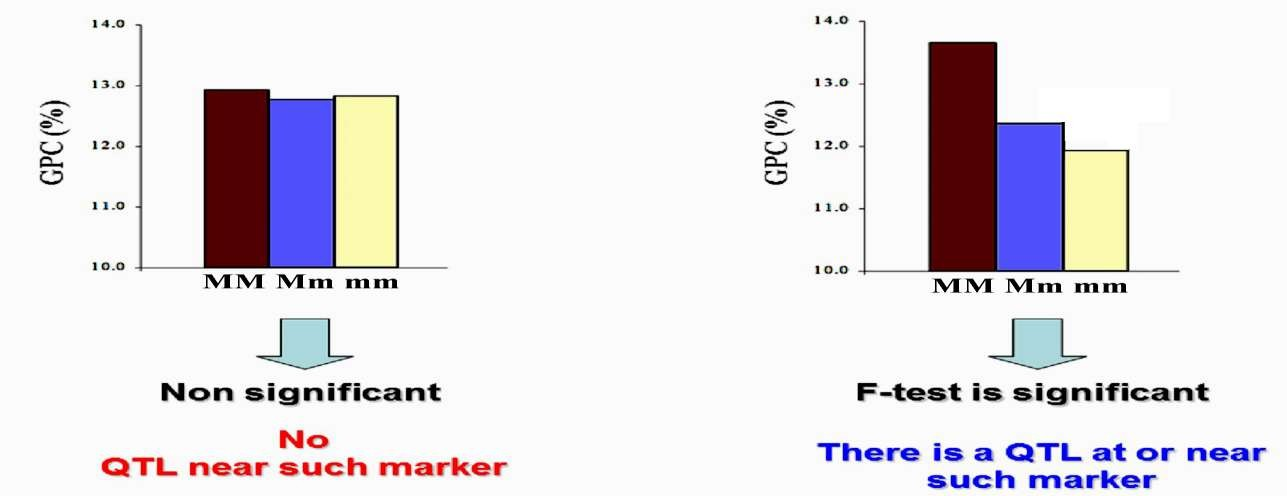 14.0
13.0
12.0
11.0
10.0
GPC (%)
MM Mm mm
Non significant
No
QTL near such marker
14.0
13.0
12.0
11.0
10.0
GPC (%)
MM Mm mm
F-test is significant
There is a QTL at or near
such marker